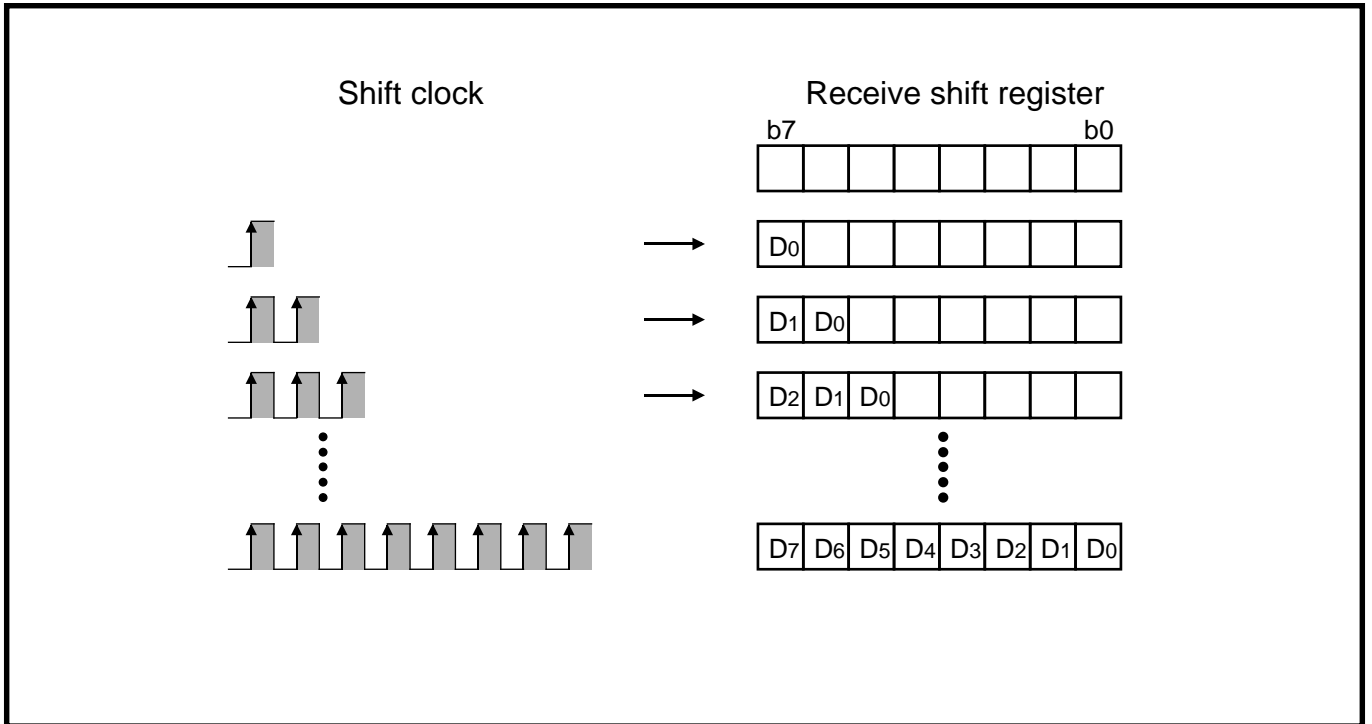 Shift clock
Receive shift register
b7 b0
D0
D1 D0
D2 D1 D0
D7 D6 D5 D4 D3 D2 D1 D0